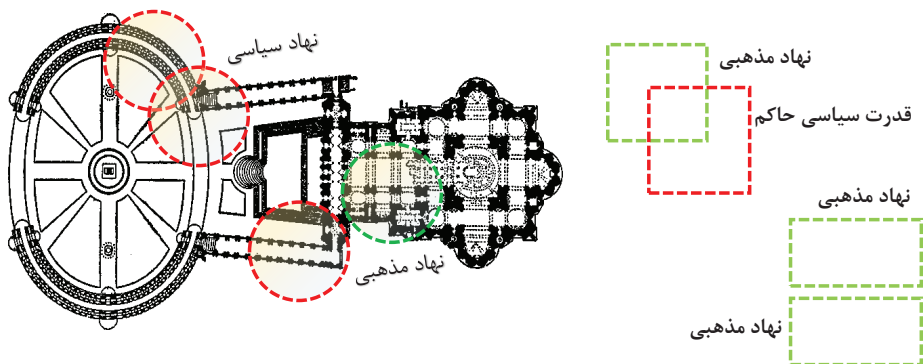 نهاد سیاسی
نهاد مذهبی
نهاد مذهبی
قدرت سیاسی حاکم
نهاد مذهبی
نهاد مذهبی